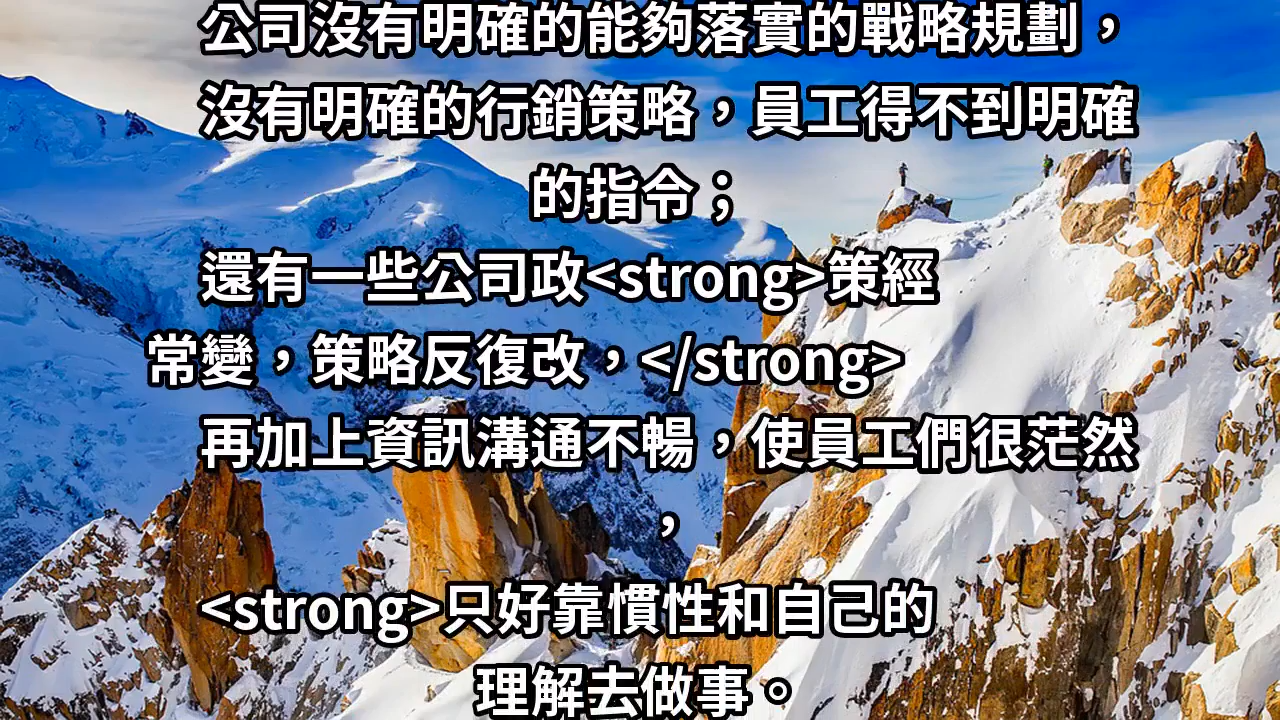 公司沒有明確的能夠落實的戰略規劃，
沒有明確的行銷策略，員工得不到明確
的指令；
還有一些公司政<strong>策經
常變，策略反復改，</strong>
再加上資訊溝通不暢，使員工們很茫然
，
<strong>只好靠慣性和自己的
理解去做事。